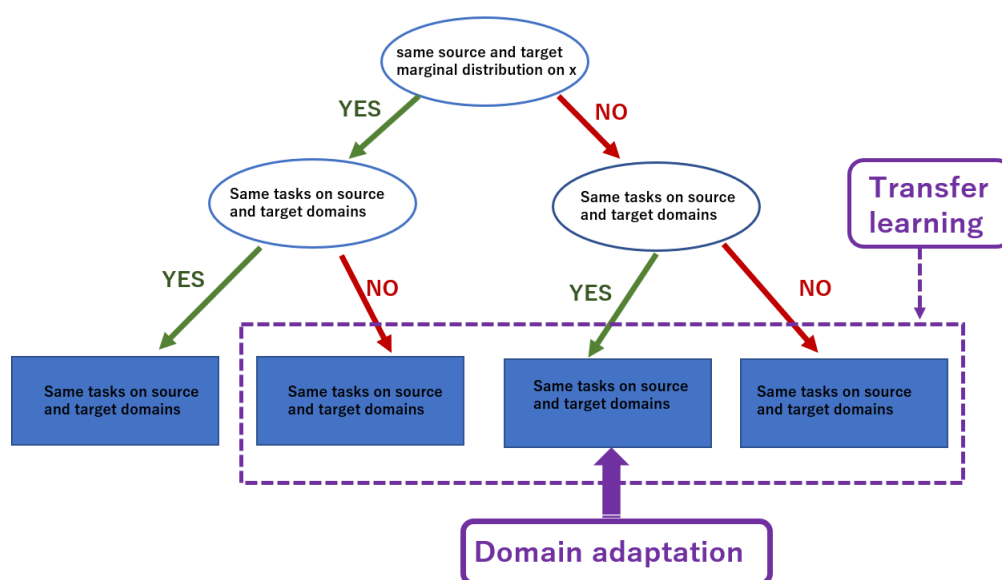 same source and target
marginal distribution on x
YES
NO
Same tasks on source
and target domains
Same tasks on source
and target domains
Transfer
learning
YES
NO
YES
NO
Same tasks on source
and target domains
Same tasks on source
and target domains
Same tasks on source
and target domains
Same tasks on source
and target domains
Domain adaptation